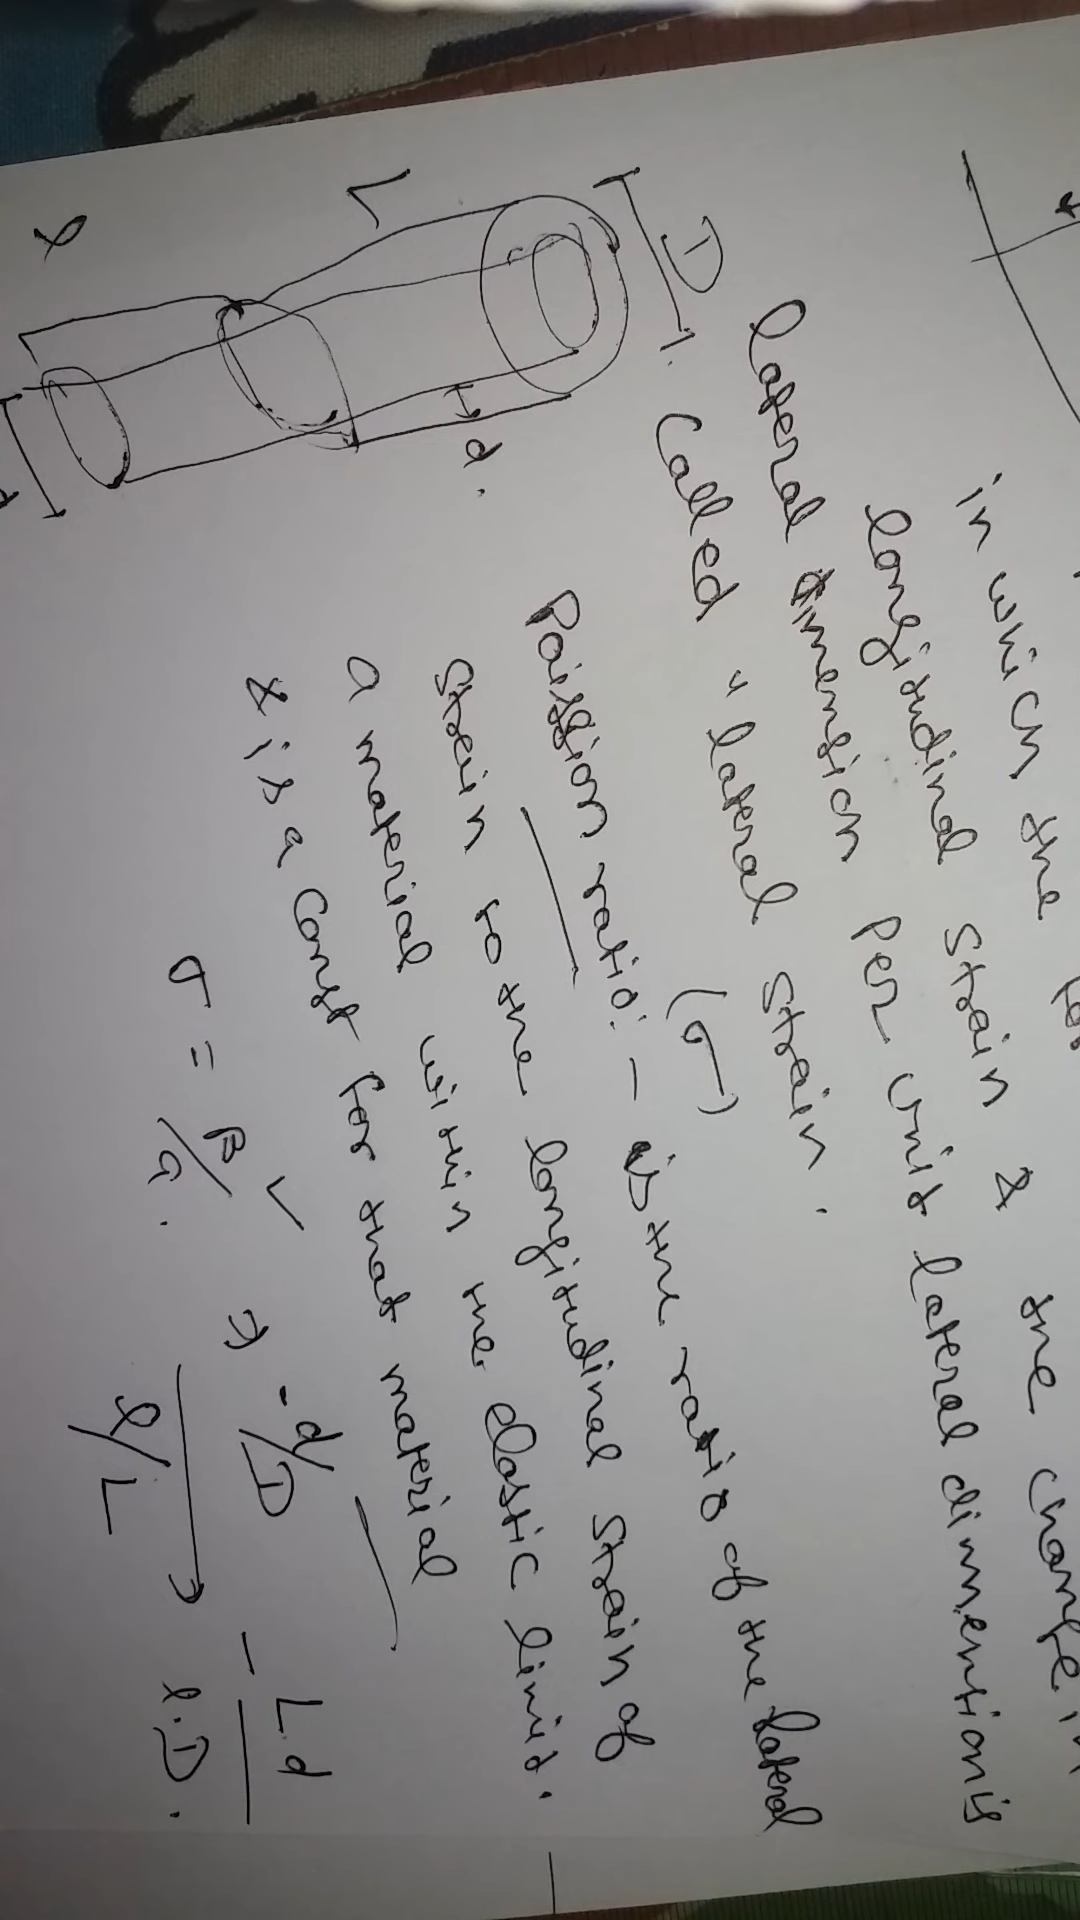 in which the
longitudinal strain & the change in
lateral dimension per unit lateral dimmention is
called "lateral strain.
(σ)
Poission ratio: - is the ratio of the lateral
strain to the longitudinal strain of
a material within the elastic limit.
& is a const for that material
σ = β/α. ⇒ -d/D / l/L → - L.d / l.D.
D
L
d.
l